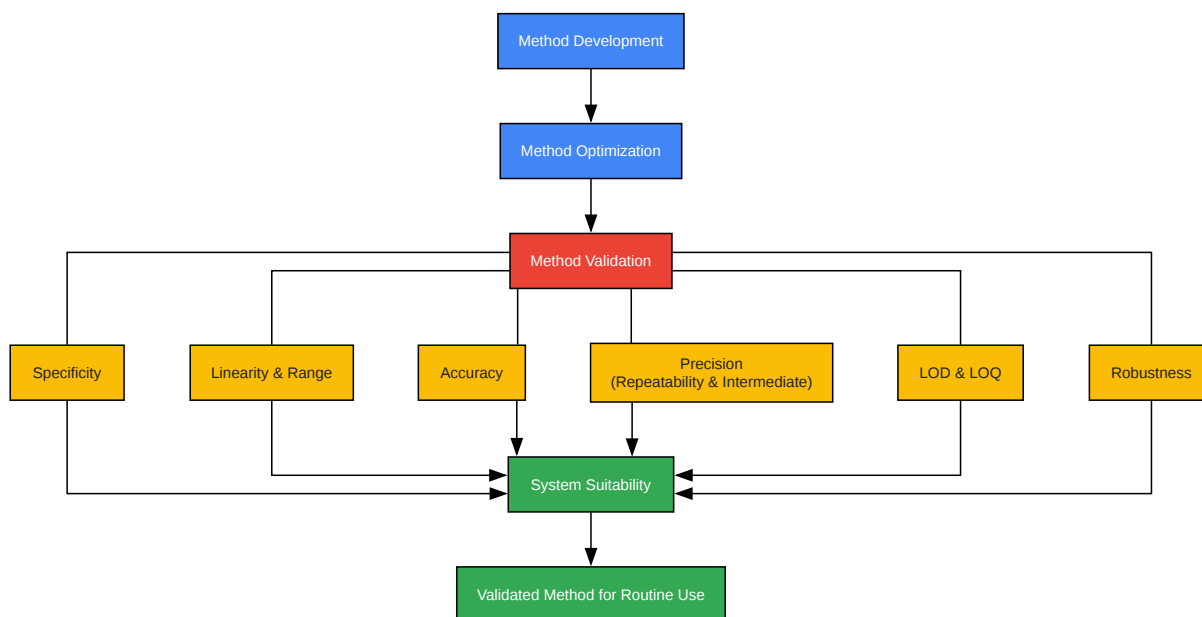 Method Development
Method Optimization
Method Validation
Specificity
Linearity & Range
Accuracy
Precision
(Repeatability & Intermediate)
LOD & LOQ
Robustness
System Suitability
Validated Method for Routine Use